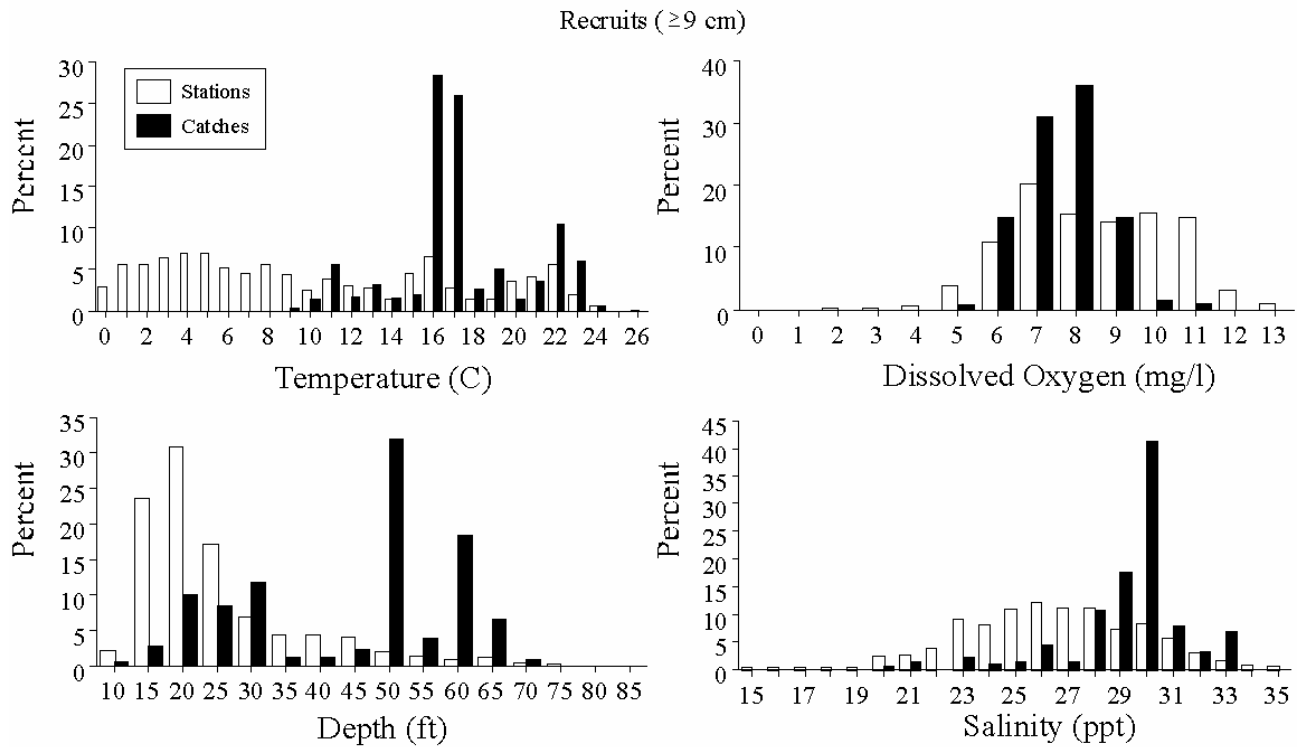 Recruits (≥9 cm)
30
25
20
15
10
5
0
Percent
Stations
Catches
0 2 4 6 8 10 12 14 16 18 20 22 24 26
Temperature (C)
40
30
20
10
0
Percent
0 1 2 3 4 5 6 7 8 9 10 11 12 13
Dissolved Oxygen (mg/l)
35
30
25
20
15
10
5
0
Percent
10 15 20 25 30 35 40 45 50 55 60 65 70 75 80 85
Depth (ft)
45
40
35
30
25
20
15
10
5
0
Percent
15 17 19 21 23 25 27 29 31 33 35
Salinity (ppt)